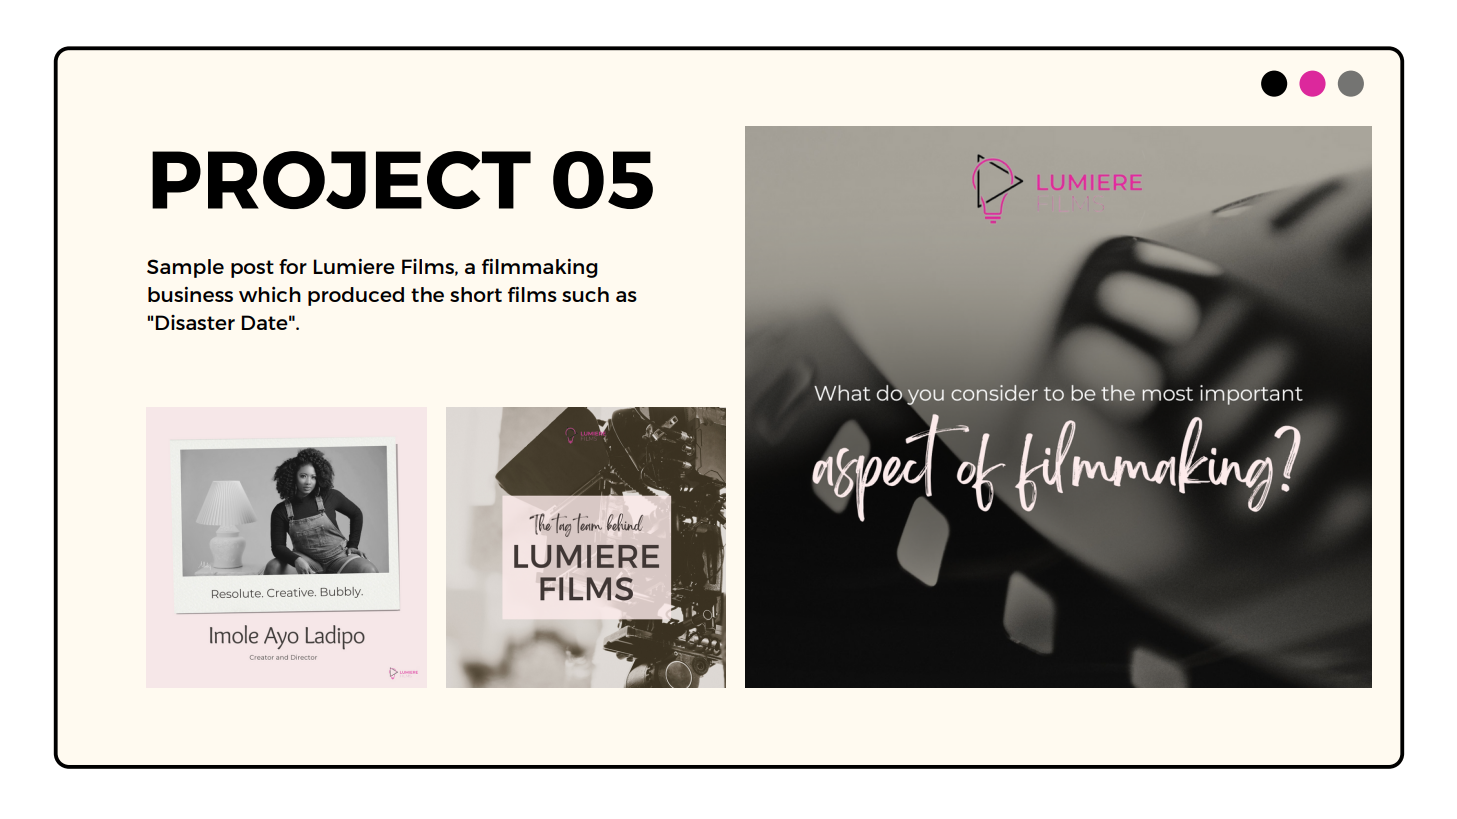 PROJECT 05
Sample post for Lumiere Films, a filmmaking
business which produced the short films such as
"Disaster Date".
Resolute. Creative. Bubbly.
Imole Ayo Ladipo
Creator and Director
LUMIERE
FILMS
LUMIERE
FILMS
The tag team behind
LUMIERE
FILMS
LUMIERE
FILMS
What do you consider to be the most important
aspect of filmmaking?